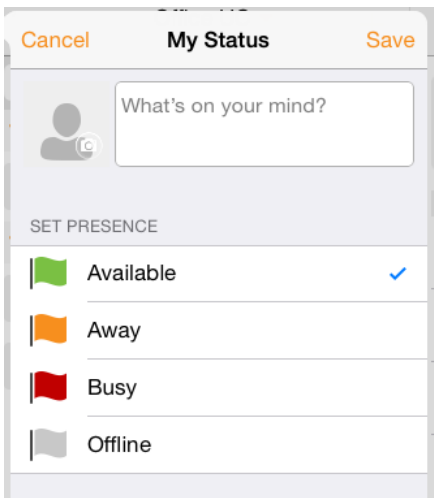 Cancel My Status Save
What's on your mind?
SET PRESENCE
Available
Away
Busy
Offline